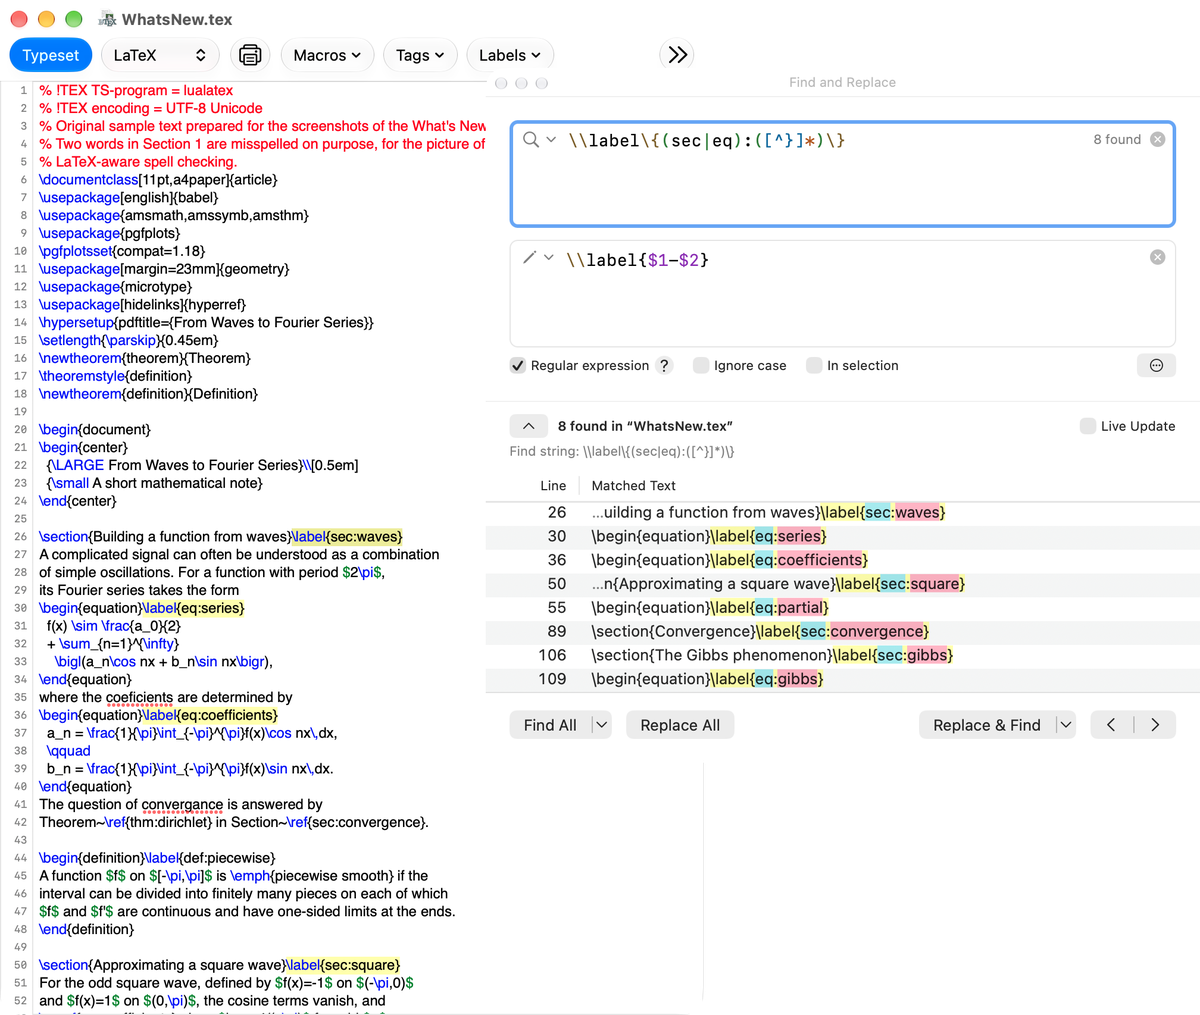 WhatsNew.tex
Typeset LaTeX Macros Tags Labels
1 % !TEX TS-program = lualatex
2 % !TEX encoding = UTF-8 Unicode
3 % Original sample text prepared for the screenshots of the What's New
4 % Two words in Section 1 are misspelled on purpose, for the picture of
5 % LaTeX-aware spell checking.
6 \documentclass[11pt,a4paper]{article}
7 \usepackage[english]{babel}
8 \usepackage{amsmath,amssymb,amsthm}
9 \usepackage{pgfplots}
10 \pgfplotsset{compat=1.18}
11 \usepackage[margin=23mm]{geometry}
12 \usepackage{microtype}
13 \usepackage[hidelinks]{hyperref}
14 \hypersetup{pdftitle={From Waves to Fourier Series}}
15 \setlength{\parskip}{0.45em}
16 \newtheorem{theorem}{Theorem}
17 \theoremstyle{definition}
18 \newtheorem{definition}{Definition}
19
20 \begin{document}
21 \begin{center}
22 {\LARGE From Waves to Fourier Series}\\[0.5em]
23 {\small A short mathematical note}
24 \end{center}
25
26 \section{Building a function from waves}\label{sec:waves}
27 A complicated signal can often be understood as a combination
28 of simple oscillations. For a function with period $2\pi$,
29 its Fourier series takes the form
30 \begin{equation}\label{eq:series}
31 f(x) \sim \frac{a_0}{2}
32 + \sum_{n=1}^{\infty}
33 \bigl(a_n\cos nx + b_n\sin nx\bigr),
34 \end{equation}
35 where the coeficients are determined by
36 \begin{equation}\label{eq:coefficients}
37 a_n = \frac{1}{\pi}\int_{-\pi}^{\pi}f(x)\cos nx\,dx,
38 \qquad
39 b_n = \frac{1}{\pi}\int_{-\pi}^{\pi}f(x)\sin nx\,dx.
40 \end{equation}
41 The question of convergance is answered by
42 Theorem~\ref{thm:dirichlet} in Section~\ref{sec:convergence}.
43
44 \begin{definition}\label{def:piecewise}
45 A function $f$ on $[-\pi,\pi]$ is \emph{piecewise smooth} if the
46 interval can be divided into finitely many pieces on each of which
47 $f$ and $f'$ are continuous and have one-sided limits at the ends.
48 \end{definition}
49
50 \section{Approximating a square wave}\label{sec:square}
51 For the odd square wave, defined by $f(x)=-1$ on $(-\pi,0)$
52 and $f(x)=1$ on $(0,\pi)$, the cosine terms vanish, and
Find and Replace
\\label\{(sec|eq):([^}]*)\} 8 found
\\label{$1-$2}
Regular expression ? Ignore case In selection
8 found in “WhatsNew.tex” Live Update
Find string: \\label\{(sec|eq):([^}]*)\}
Line Matched Text
26 …uilding a function from waves}\label{sec:waves}
30 \begin{equation}\label{eq:series}
36 \begin{equation}\label{eq:coefficients}
50 …n{Approximating a square wave}\label{sec:square}
55 \begin{equation}\label{eq:partial}
89 \section{Convergence}\label{sec:convergence}
106 \section{The Gibbs phenomenon}\label{sec:gibbs}
109 \begin{equation}\label{eq:gibbs}
Find All Replace All Replace & Find